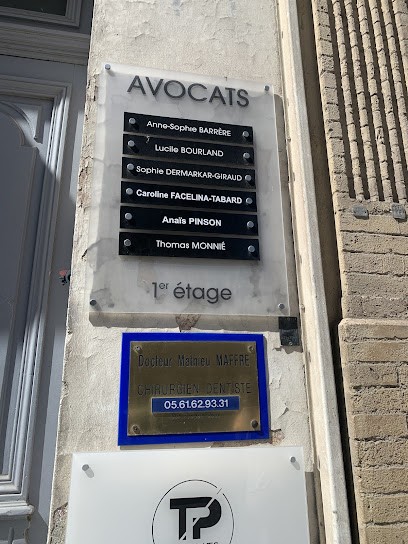 AVOCATS
Anne-Sophie BARRÈRE
Lucile BOURLAND
Sophie DERMARKAR-GIRAUD
Caroline FACELINA-TABARD
Anaïs PINSON
Thomas MONNIÉ
1er étage
Docteur Mathieu MAFFRE
CHIRURGIEN DENTISTE
05.61.62.93.31
TP